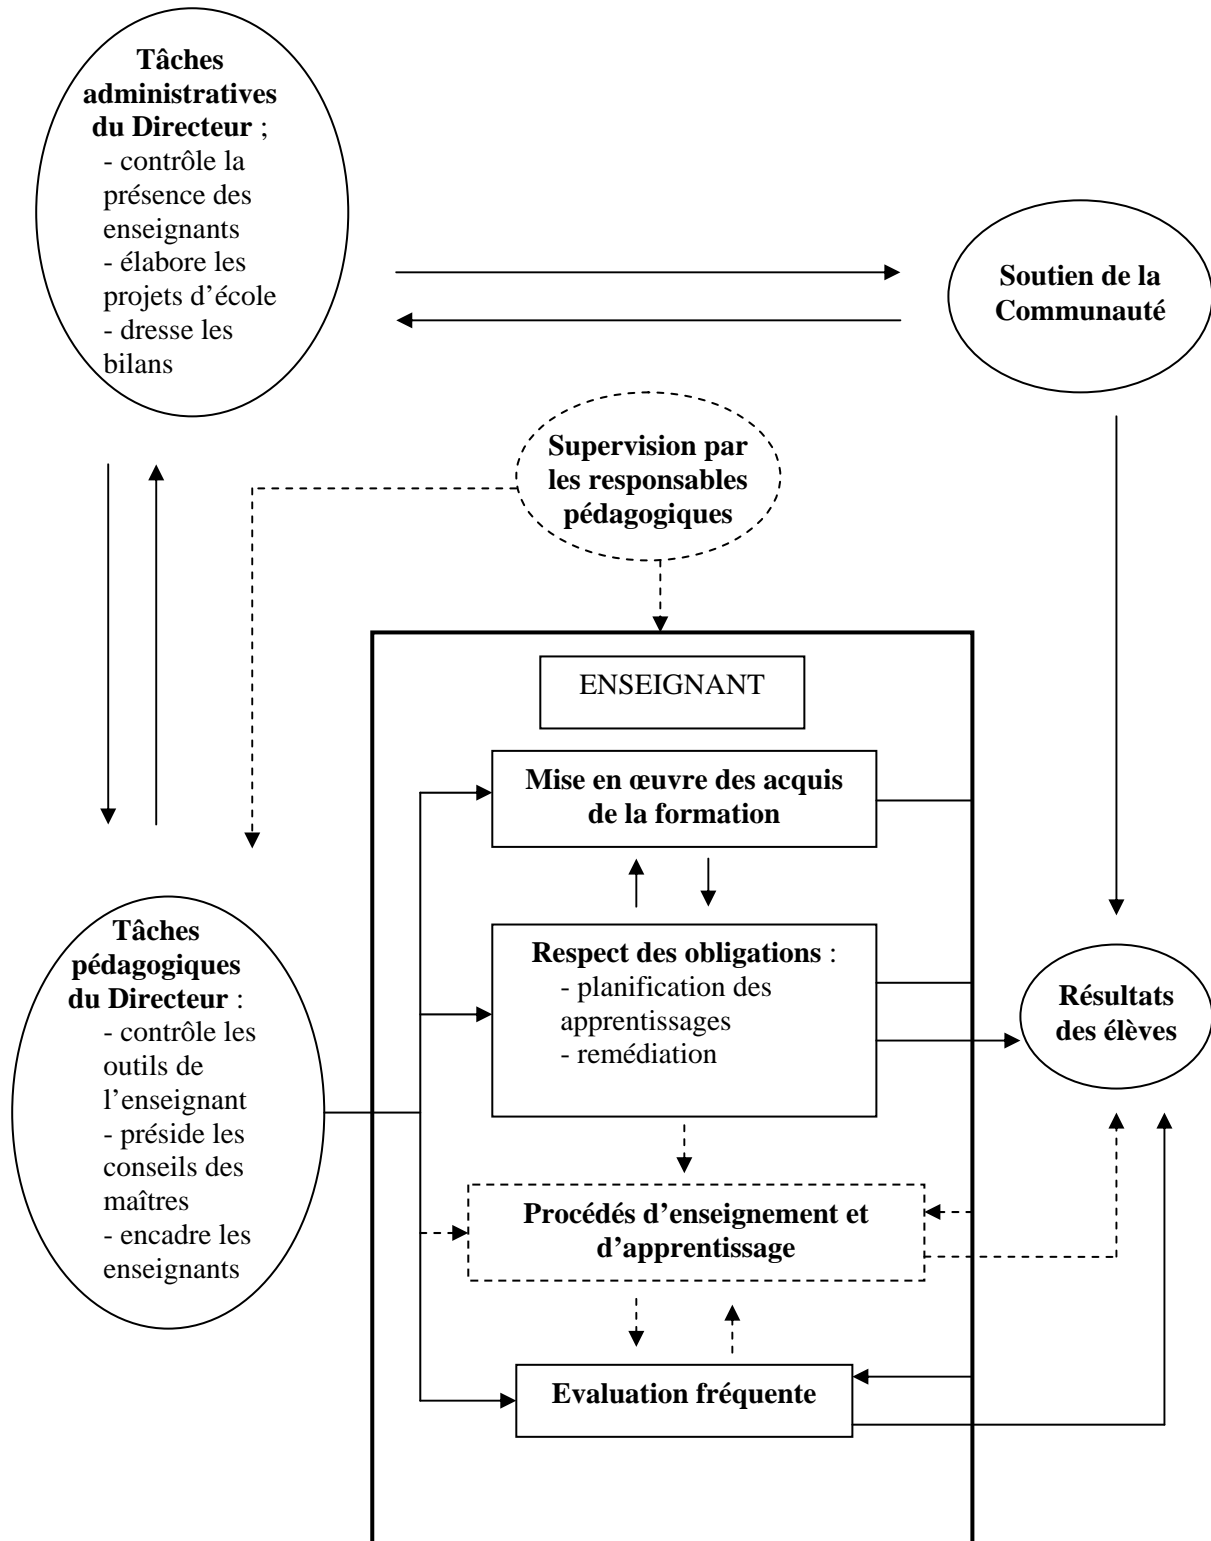 Tâches
administratives
du Directeur ;
- contrôle la
présence des
enseignants
- élabore les
projets d’école
- dresse les
bilans
Soutien de la
Communauté
Supervision par
les responsables
pédagogiques
ENSEIGNANT
Mise en œuvre des acquis
de la formation
Tâches
pédagogiques
du Directeur :
- contrôle les
outils de
l’enseignant
- préside les
conseils des
maîtres
- encadre les
enseignants
Respect des obligations :
- planification des
apprentissages
- remédiation
Résultats
des élèves
Procédés d’enseignement et
d’apprentissage
Evaluation fréquente